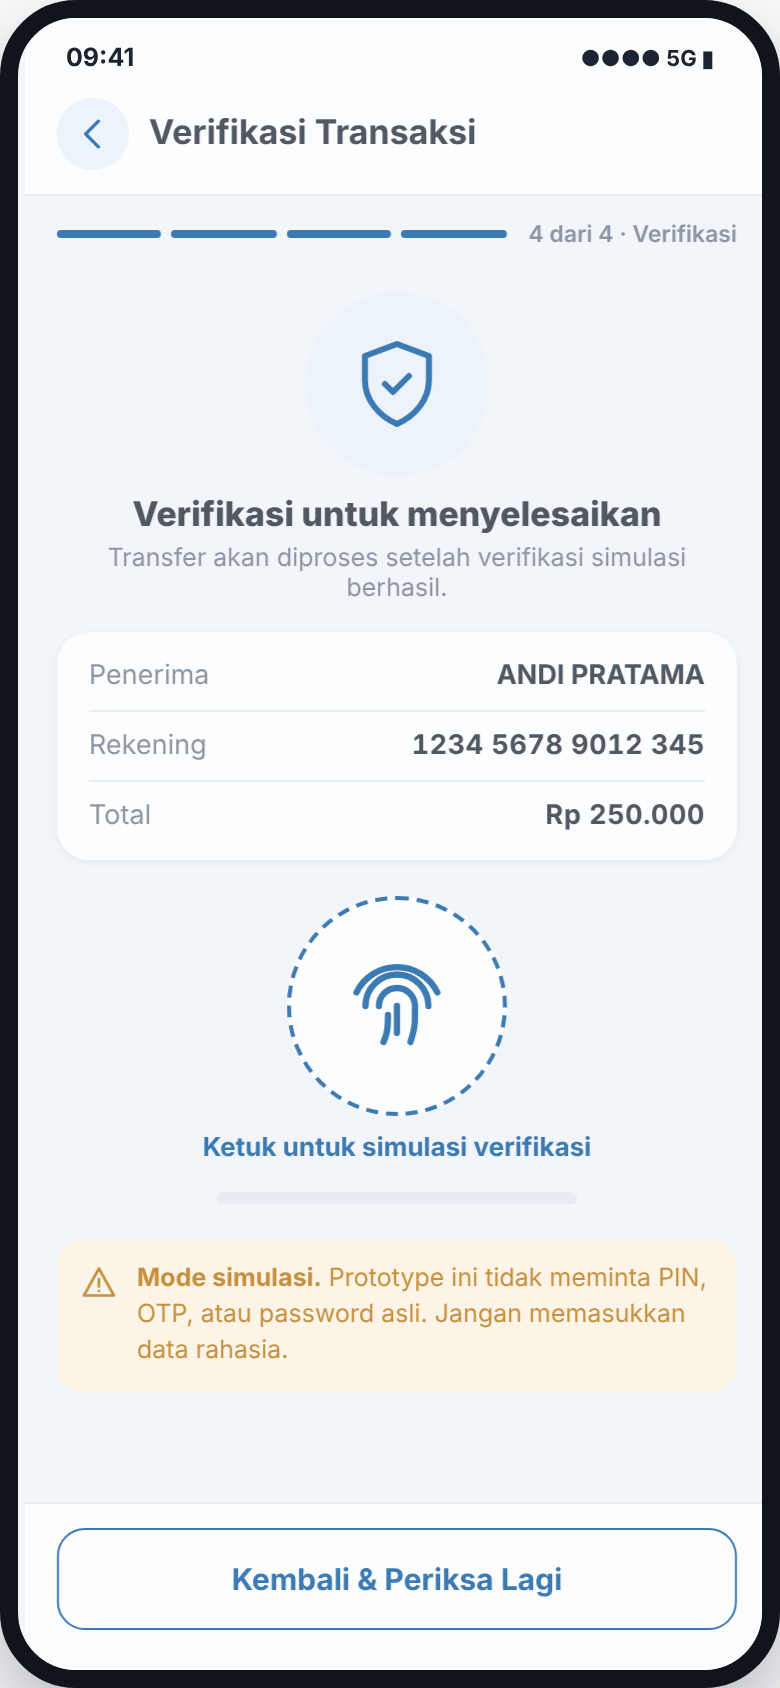 09:41
5G
Verifikasi Transaksi
4 dari 4 · Verifikasi
Verifikasi untuk menyelesaikan
Transfer akan diproses setelah verifikasi simulasi
berhasil.
Penerima ANDI PRATAMA
Rekening 1234 5678 9012 345
Total Rp 250.000
Ketuk untuk simulasi verifikasi
Mode simulasi. Prototype ini tidak meminta PIN,
OTP, atau password asli. Jangan memasukkan
data rahasia.
Kembali & Periksa Lagi